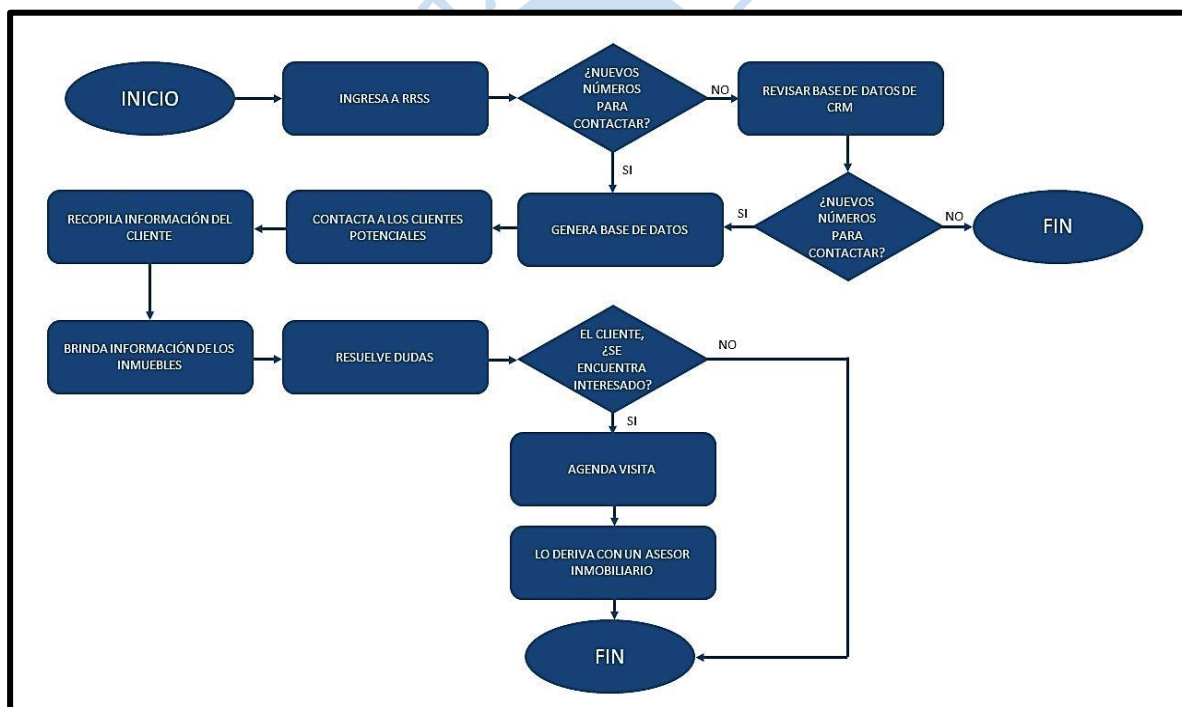 INICIO
INGRESA A RRSS
¿NUEVOS
NÚMEROS
PARA
CONTACTAR?
NO
REVISAR BASE DE DATOS DE
CRM
SI
RECOPILA INFORMACIÓN DEL
CLIENTE
CONTACTA A LOS CLIENTES
POTENCIALES
GENERA BASE DE DATOS
SI
¿NUEVOS
NÚMEROS
PARA
CONTACTAR?
NO
FIN
BRINDA INFORMACIÓN DE LOS
INMUEBLES
RESUELVE DUDAS
EL CLIENTE,
¿SE
ENCUENTRA
INTERESADO?
NO
SI
AGENDA VISITA
LO DERIVA CON UN ASESOR
INMOBILIARIO
FIN